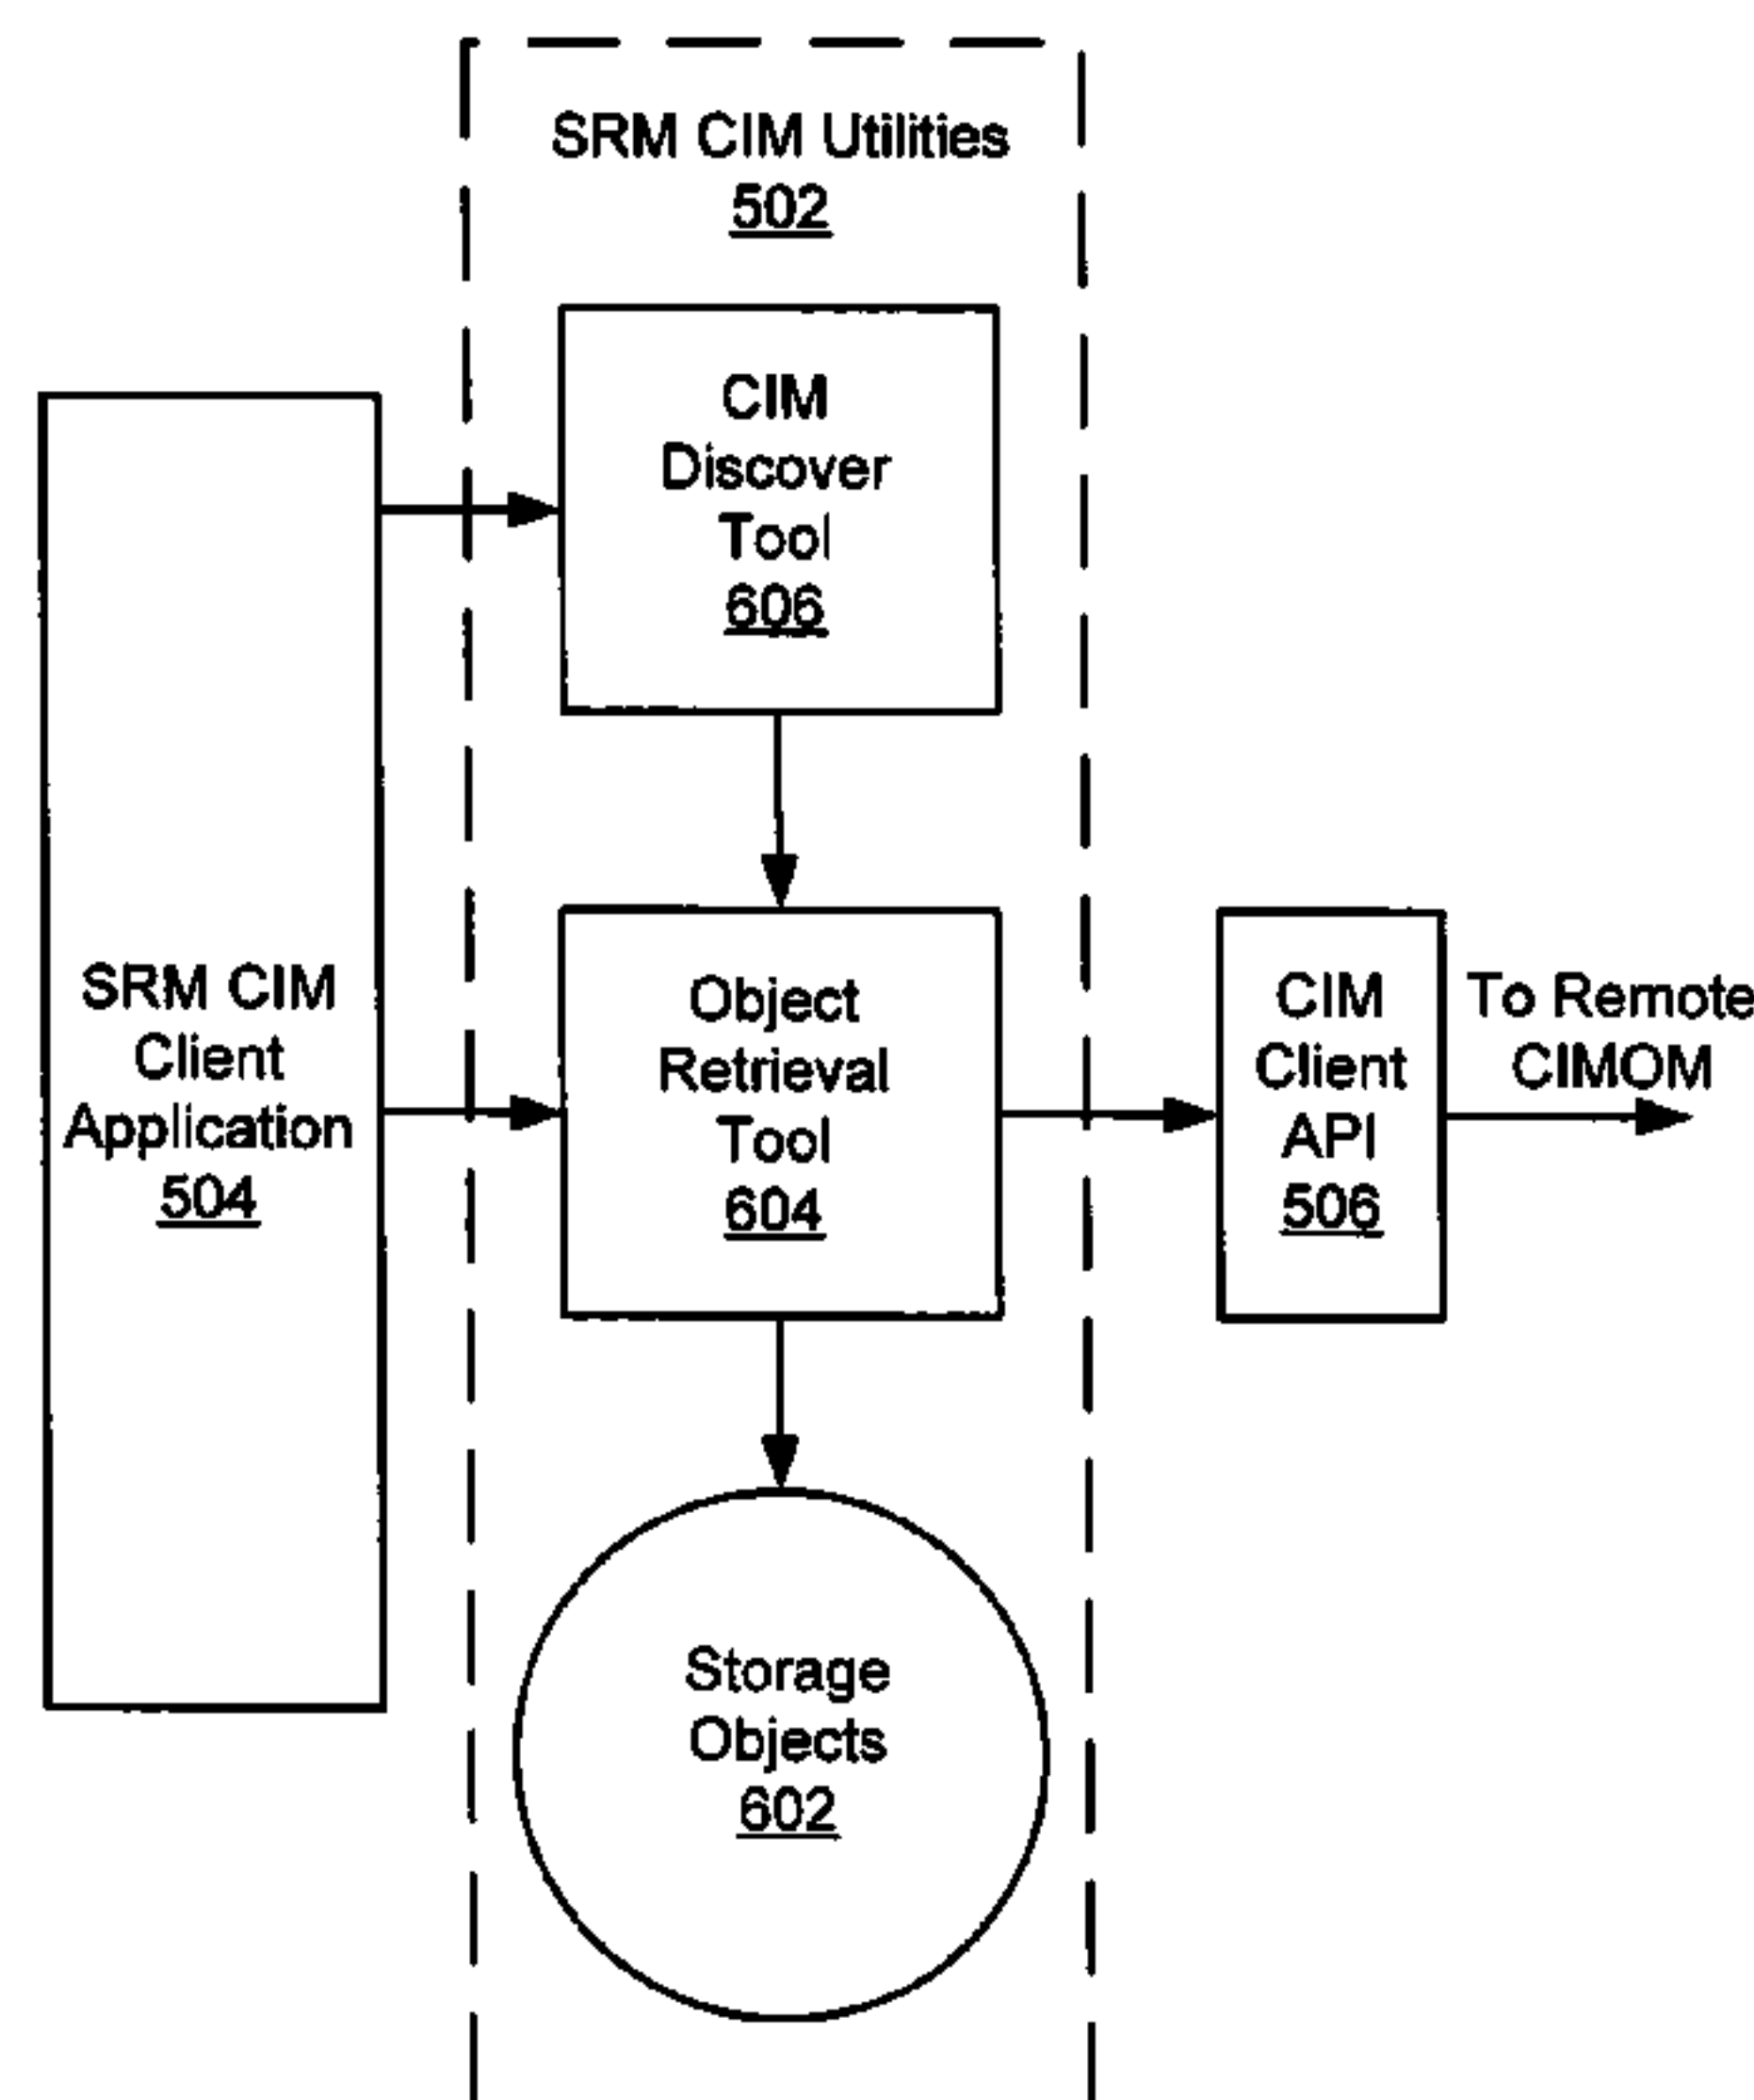 SRM CIM Utilities
502
CIM
Discover
Tool
606
SRM CIM
Client
Application
504
Object
Retrieval
Tool
604
CIM
Client
API
506
To Remote
CIMOM
Storage
Objects
602